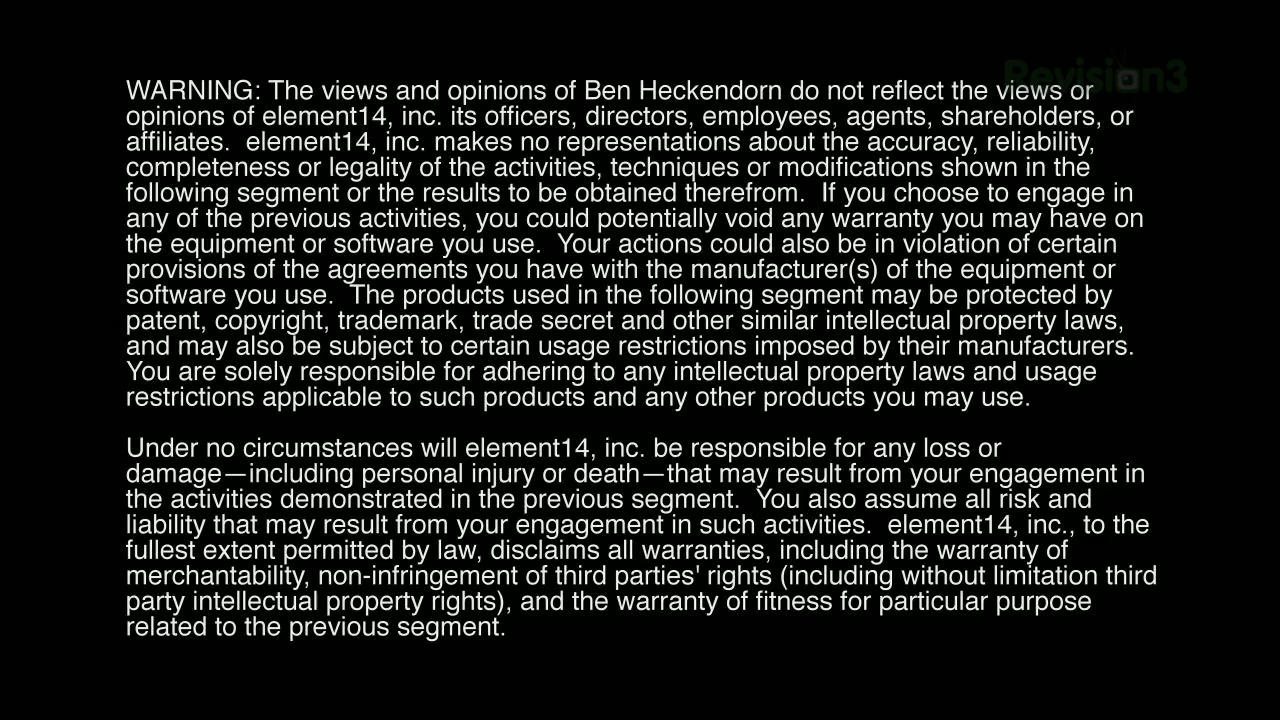 Revision3
WARNING: The views and opinions of Ben Heckendorn do not reflect the views or
opinions of element14, inc. its officers, directors, employees, agents, shareholders, or
affiliates.  element14, inc. makes no representations about the accuracy, reliability,
completeness or legality of the activities, techniques or modifications shown in the
following segment or the results to be obtained therefrom.  If you choose to engage in
any of the previous activities, you could potentially void any warranty you may have on
the equipment or software you use.  Your actions could also be in violation of certain
provisions of the agreements you have with the manufacturer(s) of the equipment or
software you use.  The products used in the following segment may be protected by
patent, copyright, trademark, trade secret and other similar intellectual property laws,
and may also be subject to certain usage restrictions imposed by their manufacturers.
You are solely responsible for adhering to any intellectual property laws and usage
restrictions applicable to such products and any other products you may use.
Under no circumstances will element14, inc. be responsible for any loss or
damage—including personal injury or death—that may result from your engagement in
the activities demonstrated in the previous segment.  You also assume all risk and
liability that may result from your engagement in such activities.  element14, inc., to the
fullest extent permitted by law, disclaims all warranties, including the warranty of
merchantability, non-infringement of third parties' rights (including without limitation third
party intellectual property rights), and the warranty of fitness for particular purpose
related to the previous segment.